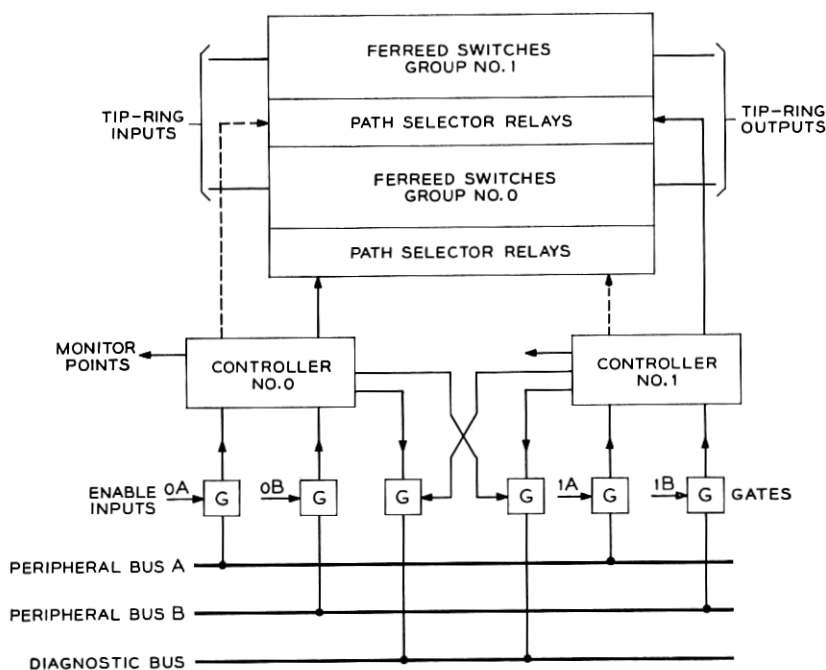 FERREED SWITCHES
GROUP NO. 1
TIP-RING
INPUTS
PATH SELECTOR RELAYS
TIP-RING
OUTPUTS
FERREED SWITCHES
GROUP NO. 0
PATH SELECTOR RELAYS
MONITOR
POINTS
CONTROLLER
NO. 0
CONTROLLER
NO. 1
ENABLE
INPUTS
0A
G
0B
G
G
G
1A
G
1B
G
GATES
PERIPHERAL BUS A
PERIPHERAL BUS B
DIAGNOSTIC BUS